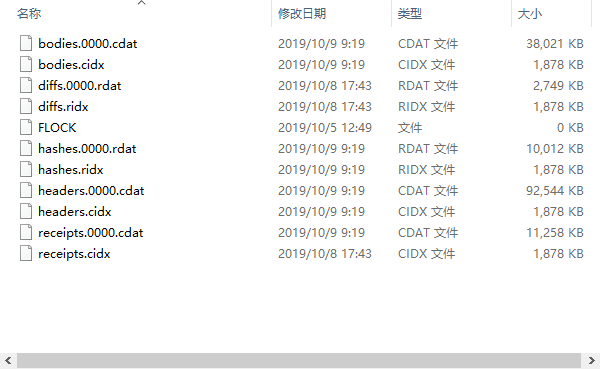 名称 修改日期 类型 大小
bodies.0000.cdat 2019/10/9 9:19 CDAT 文件 38,021 KB
bodies.cidx 2019/10/9 9:19 CIDX 文件 1,878 KB
diffs.0000.rdat 2019/10/8 17:43 RDAT 文件 2,749 KB
diffs.ridx 2019/10/8 17:43 RIDX 文件 1,878 KB
FLOCK 2019/10/5 12:49 文件 0 KB
hashes.0000.rdat 2019/10/9 9:19 RDAT 文件 10,012 KB
hashes.ridx 2019/10/9 9:19 RIDX 文件 1,878 KB
headers.0000.cdat 2019/10/9 9:19 CDAT 文件 92,544 KB
headers.cidx 2019/10/9 9:19 CIDX 文件 1,878 KB
receipts.0000.cdat 2019/10/9 9:19 CDAT 文件 11,258 KB
receipts.cidx 2019/10/8 17:43 CIDX 文件 1,878 KB